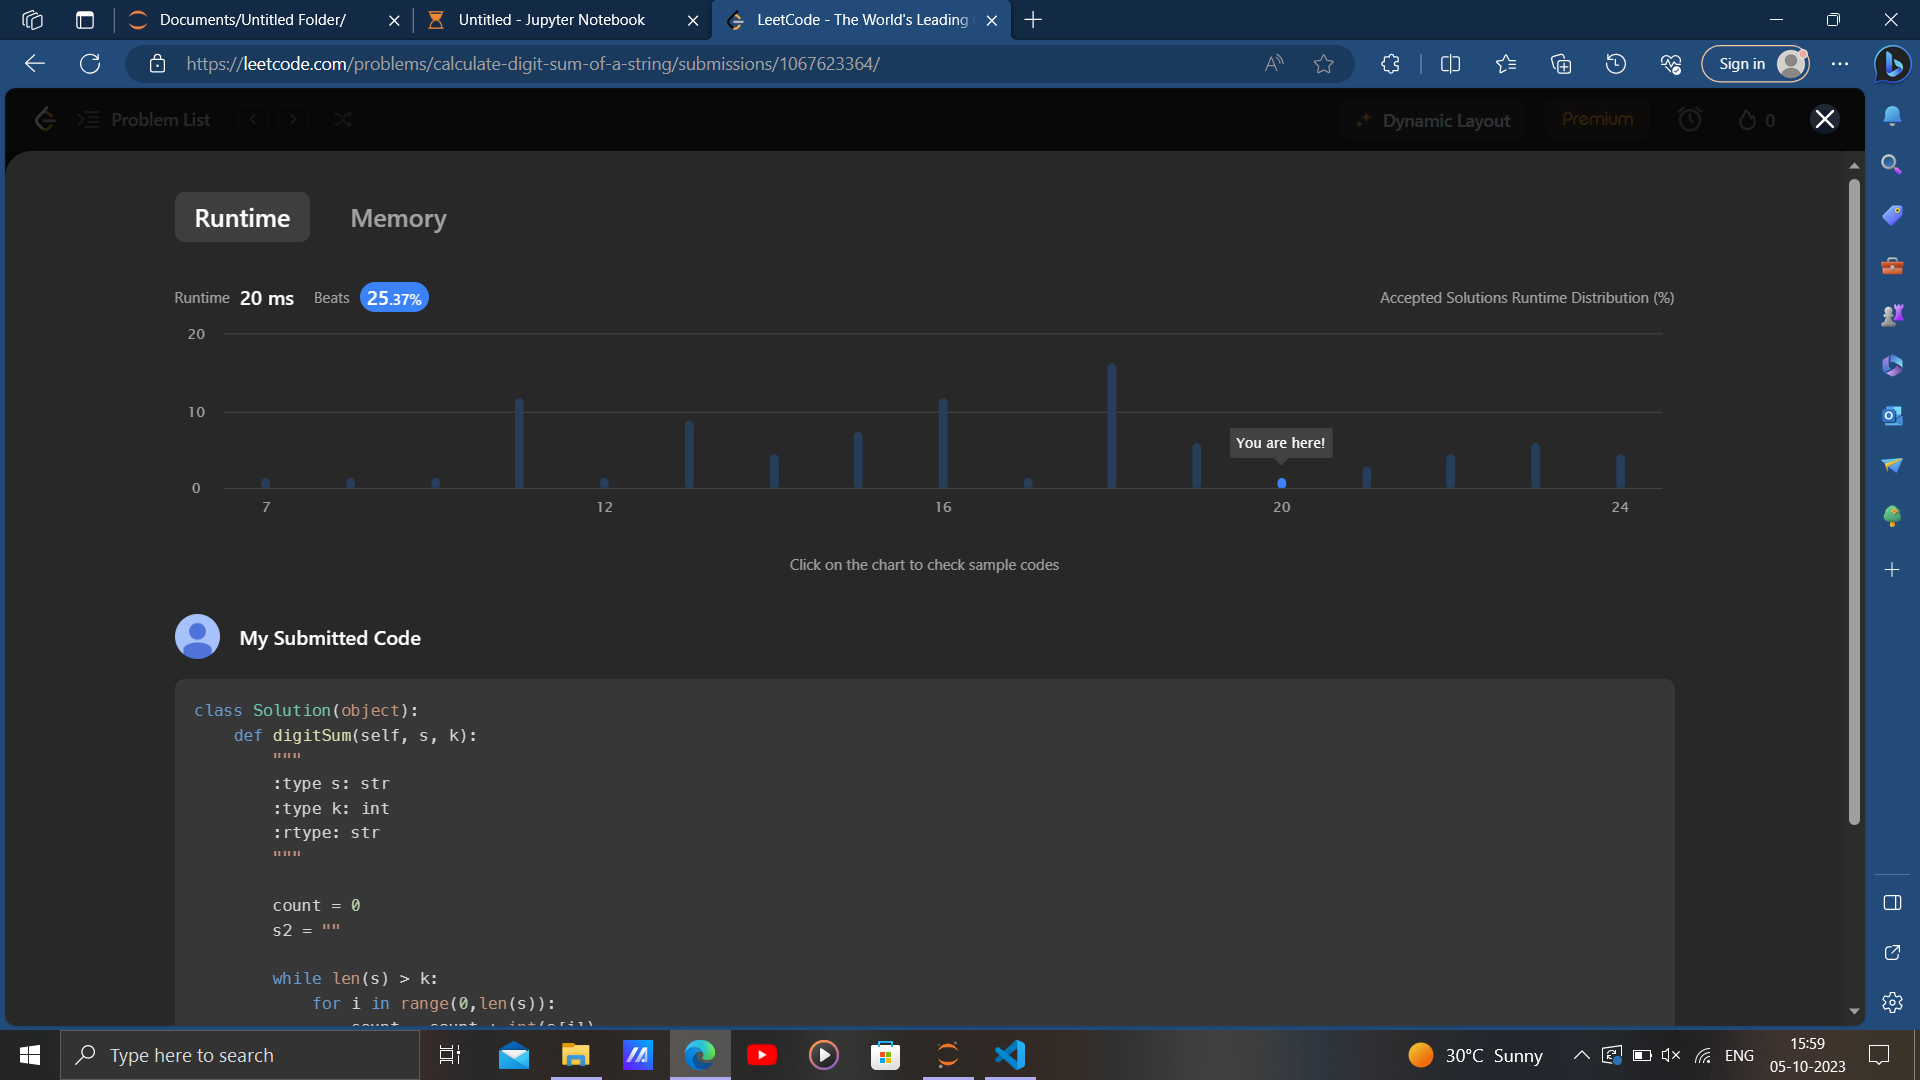 Documents/Untitled Folder/
Untitled - Jupyter Notebook
LeetCode - The World's Leading
https://leetcode.com/problems/calculate-digit-sum-of-a-string/submissions/1067623364/
Sign in
Problem List
Dynamic Layout
Premium
0
Runtime
Memory
Runtime 20 ms Beats 25.37%
Accepted Solutions Runtime Distribution (%)
20
10
You are here!
0
7 12 16 20 24
Click on the chart to check sample codes
My Submitted Code
class Solution(object):
def digitSum(self, s, k):
"""
:type s: str
:type k: int
:rtype: str
"""
count = 0
s2 = ""
while len(s) > k:
for i in range(0,len(s)):
count = count + int(s[i])
Type here to search
30°C Sunny
ENG
15:59
05-10-2023